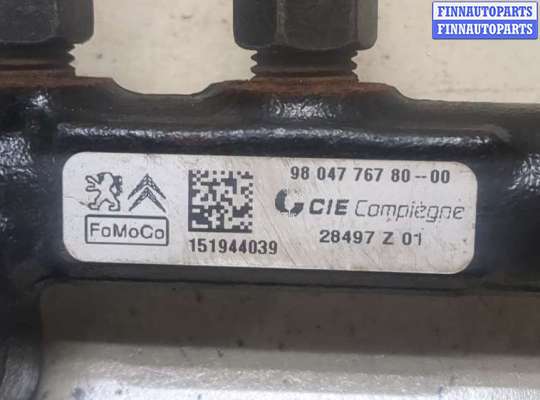 FINNAUTOPARTS
FINNAUTOPARTS
98 047 767 80--00
CIE Compiègne
FoMoCo
151944039
28497 Z 01